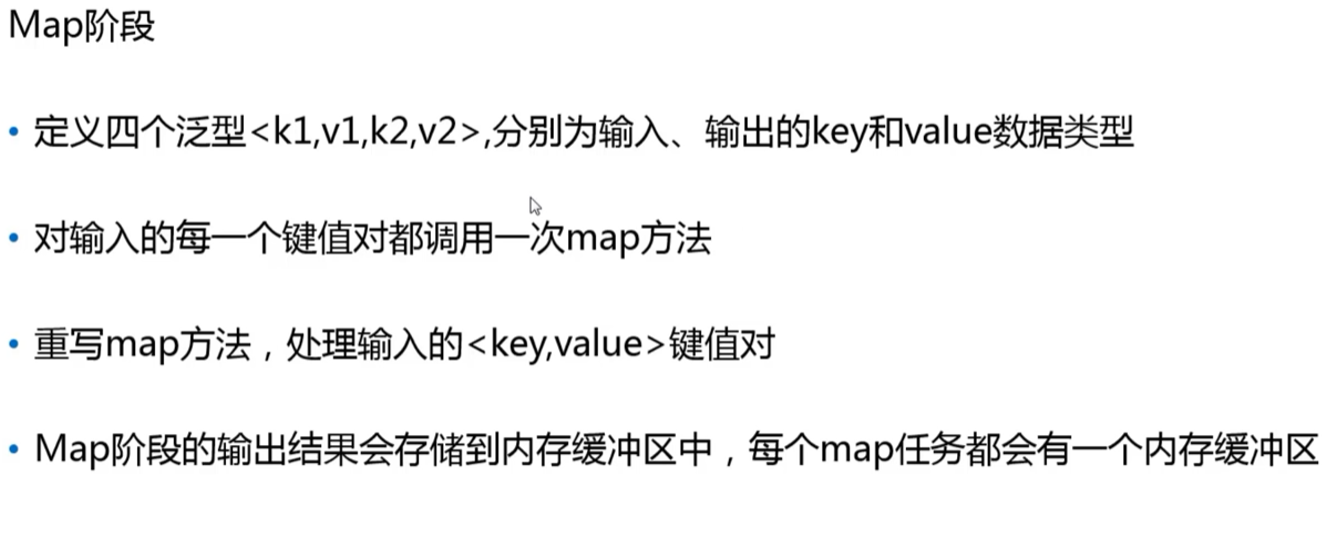 Map阶段
• 定义四个泛型<k1,v1,k2,v2>,分别为输入、输出的key和value数据类型
• 对输入的每一个键值对都调用一次map方法
• 重写map方法，处理输入的<key,value>键值对
• Map阶段的输出结果会存储到内存缓冲区中，每个map任务都会有一个内存缓冲区